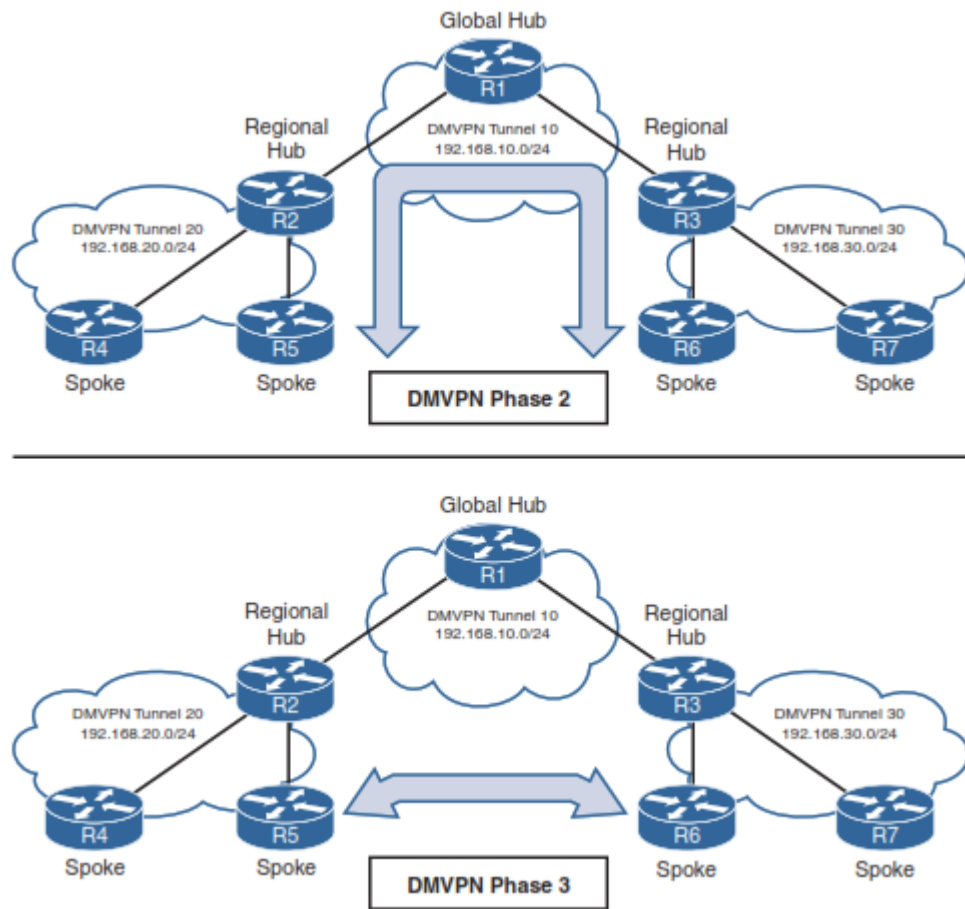 Global Hub
R1
DMVPN Tunnel 10
192.168.10.0/24
Regional
Hub
R2
Regional
Hub
R3
DMVPN Tunnel 20
192.168.20.0/24
DMVPN Tunnel 30
192.168.30.0/24
R4
Spoke
R5
Spoke
R6
Spoke
R7
Spoke
DMVPN Phase 2
Global Hub
R1
DMVPN Tunnel 10
192.168.10.0/24
Regional
Hub
R2
Regional
Hub
R3
DMVPN Tunnel 20
192.168.20.0/24
DMVPN Tunnel 30
192.168.30.0/24
R4
Spoke
R5
Spoke
R6
Spoke
R7
Spoke
DMVPN Phase 3